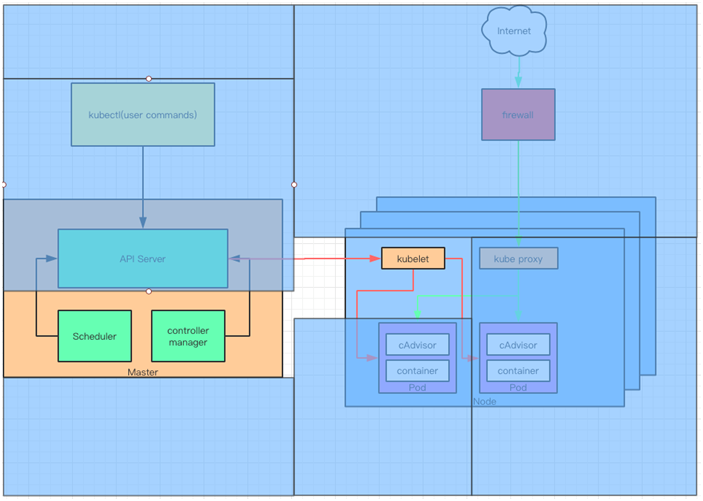 Internet
kubectl(user commands)
firewall
API Server
kubelet
kube proxy
Scheduler
controller
manager
cAdvisor
container
Pod
cAdvisor
container
Pod
Master
Node